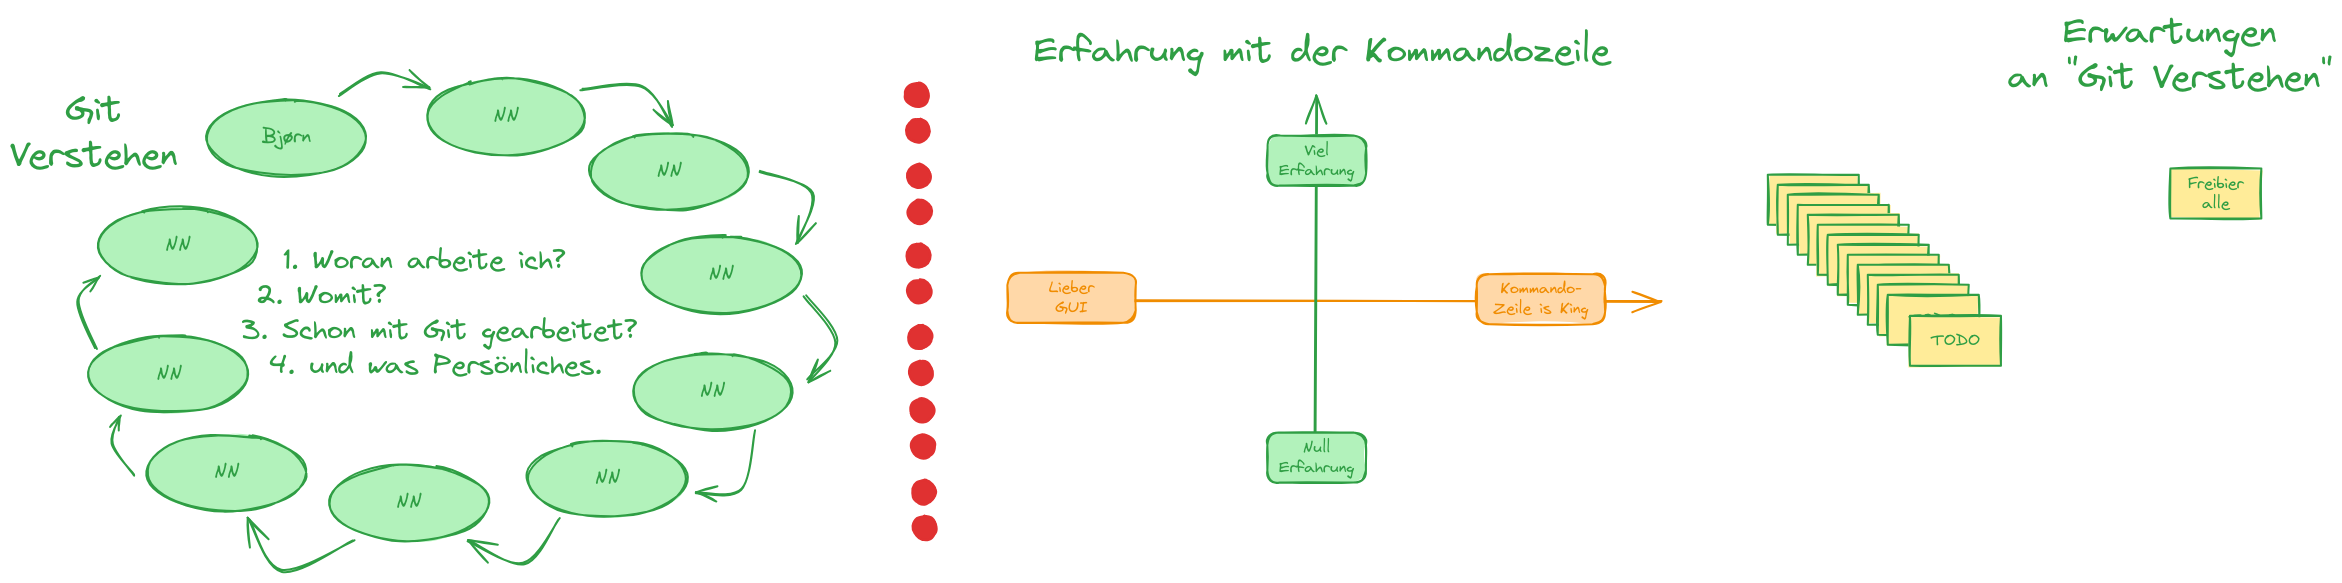 Git
Verstehen
Bjørn
NN
NN
NN
NN
NN
NN
NN
NN
NN
1. Woran arbeite ich?
2. Womit?
3. Schon mit Git gearbeitet?
4. und was Persönliches.
Erfahrung mit der Kommandozeile
Viel
Erfahrung
Lieber
GUI
Kommando-
Zeile is King
Null
Erfahrung
Erwartungen
an "Git Verstehen"
Freibier
alle
TODO